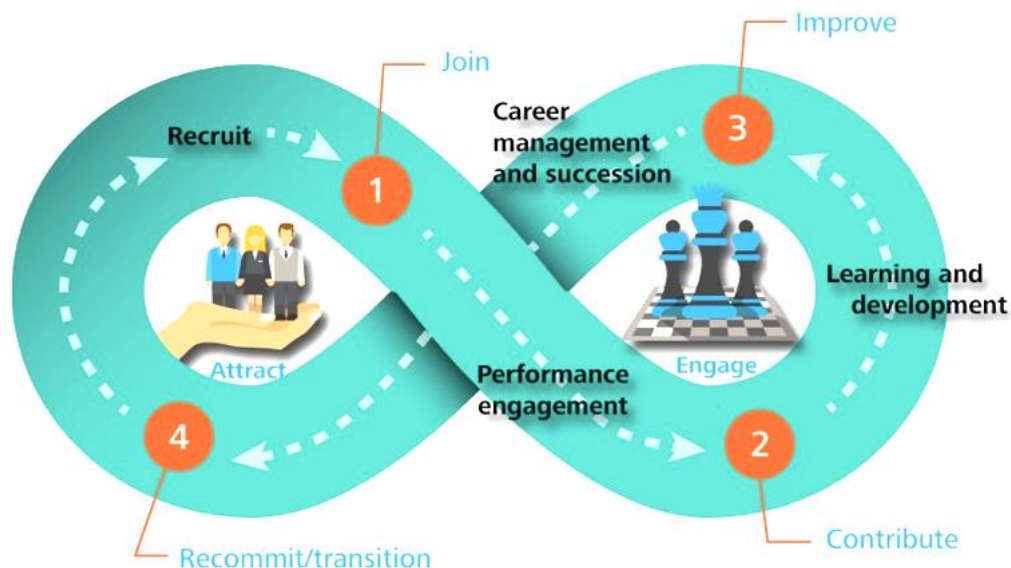 Improve
Join
Career
management
and succession
3
Recruit
1
Learning and
development
Attract
Engage
Performance
engagement
4
2
Contribute
Recommit/transition